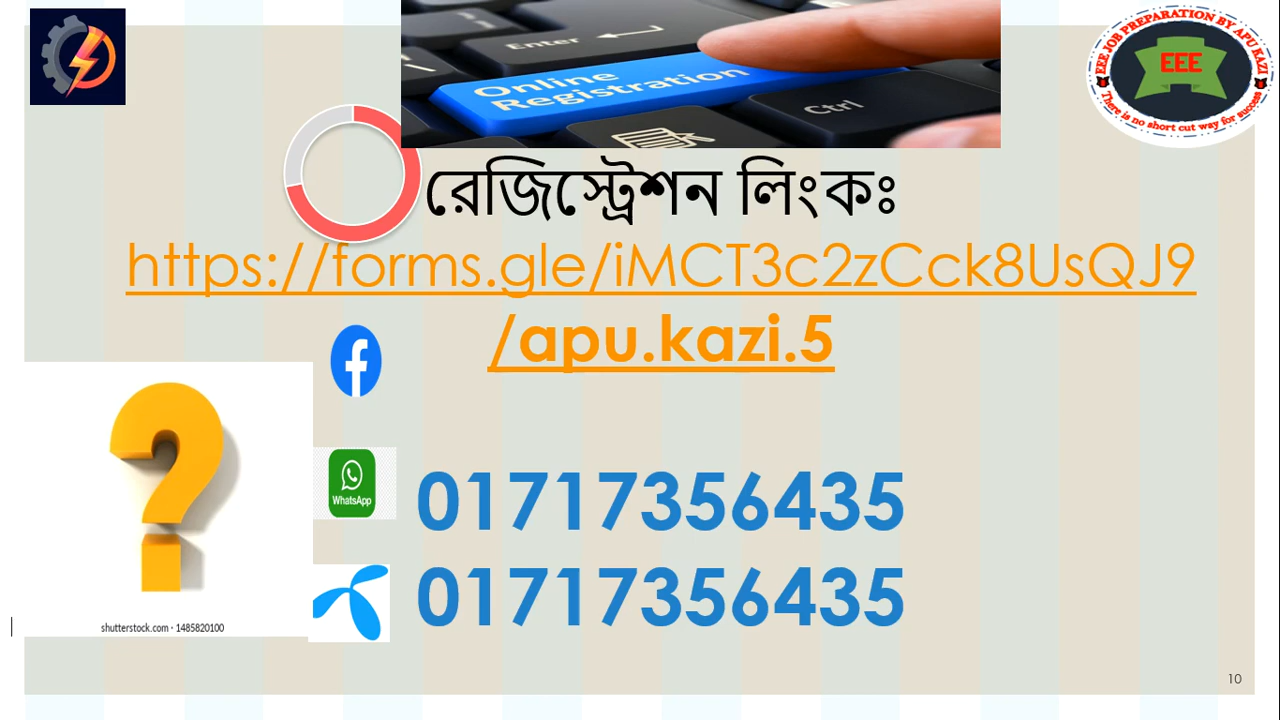 Enter
Online
Registration
Ctrl
EEE JOB PREPARATION BY APU KAZI
EEE
There is no short cut way for success
রেজিস্ট্রেশন লিংকঃ
https://forms.gle/iMCT3c2zCck8UsQJ9
/apu.kazi.5
WhatsApp
01717356435
01717356435
shutterstock.com • 1485820100
10